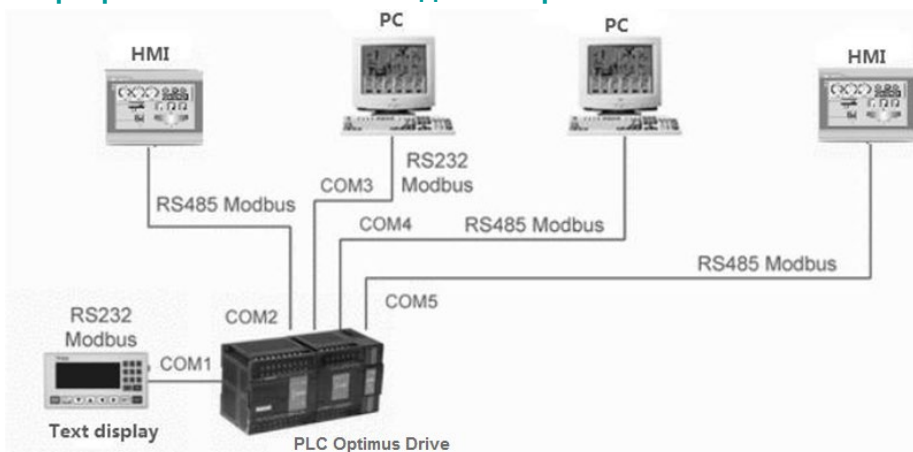 PC
PC
HMI
HMI
RS232
Modbus
COM3
RS485 Modbus
COM4
RS485 Modbus
RS485 Modbus
COM5
RS232
Modbus
COM2
COM1
Text display
PLC Optimus Drive